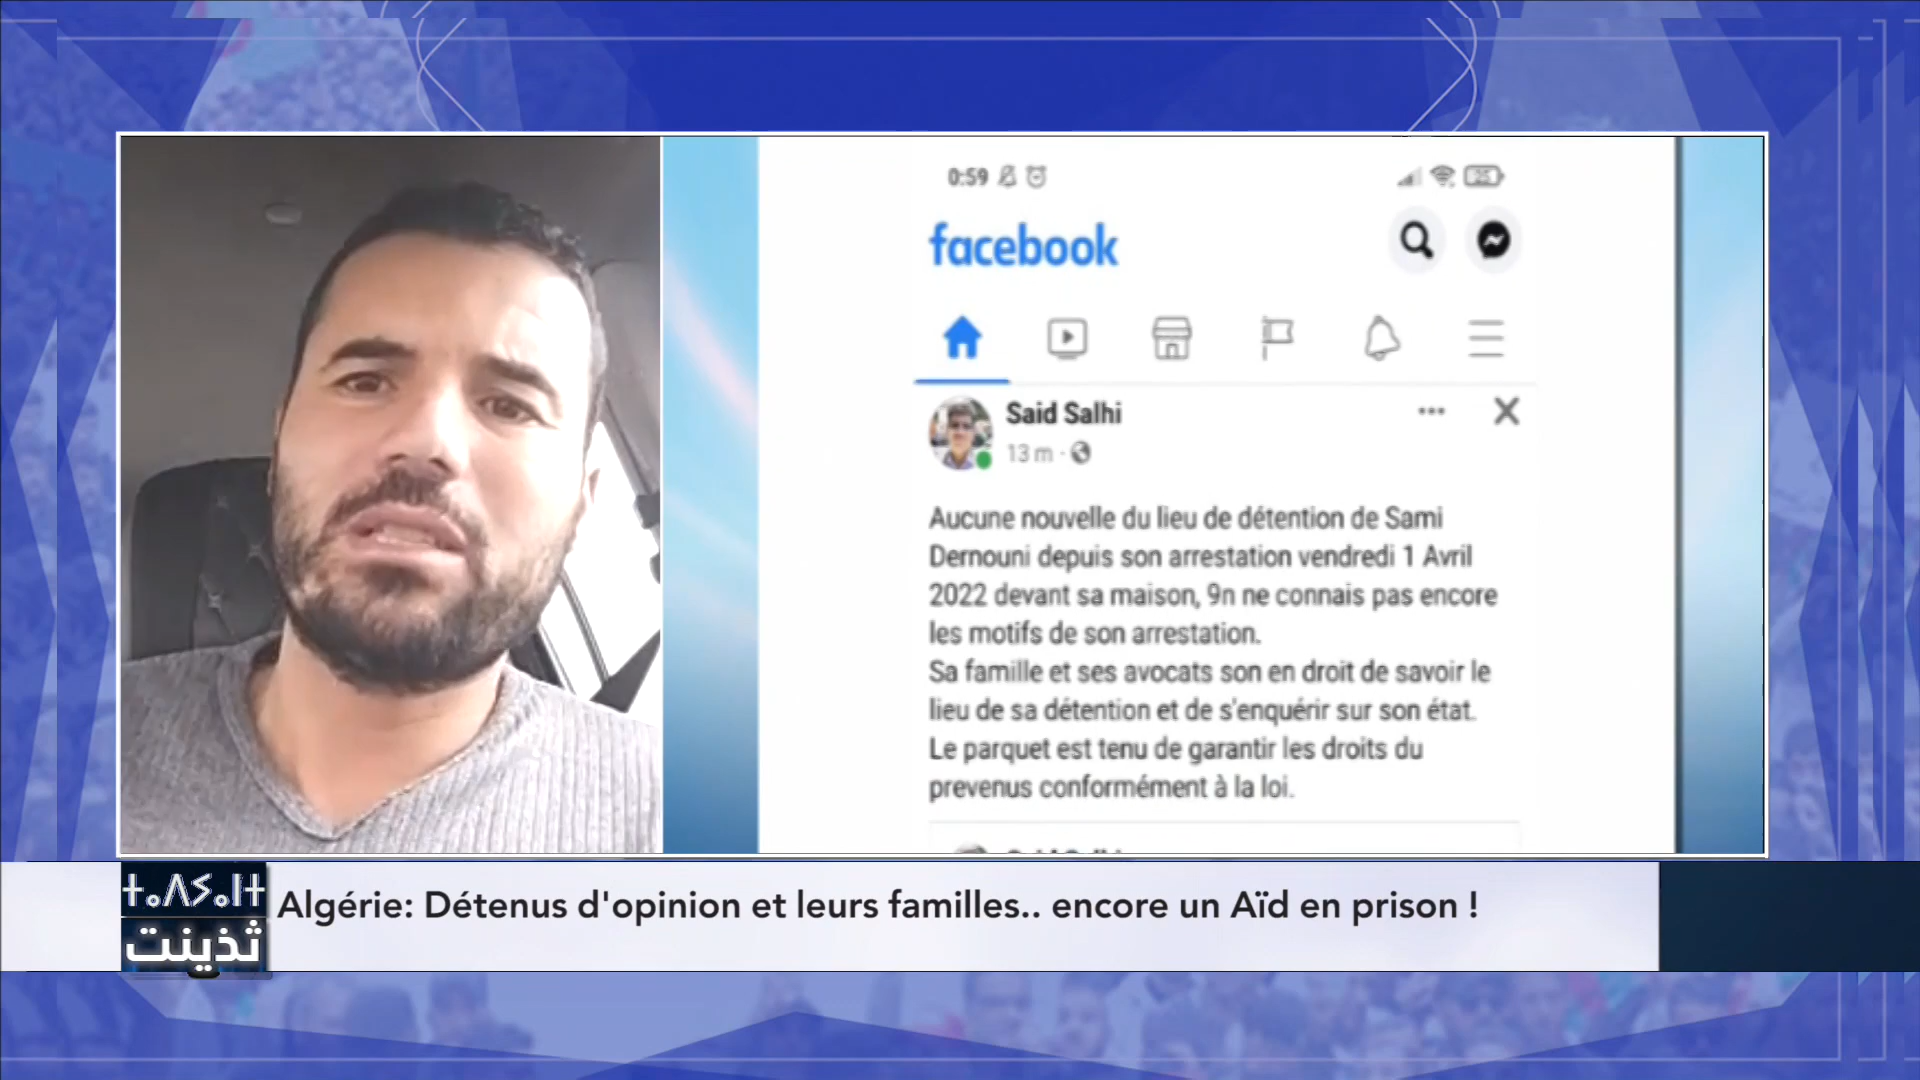 0:59
25
facebook
Said Salhi
13 m
Aucune nouvelle du lieu de détention de Sami
Dernouni depuis son arrestation vendredi 1 Avril
2022 devant sa maison, 9n ne connais pas encore
les motifs de son arrestation.
Sa famille et ses avocats son en droit de savoir le
lieu de sa détention et de s'enquérir sur son état.
Le parquet est tenu de garantir les droits du
prevenus conformément à la loi.
ⵜⴰⴷⵢⴰⵏⵜ
ثذينت
Algérie: Détenus d'opinion et leurs familles.. encore un Aïd en prison !